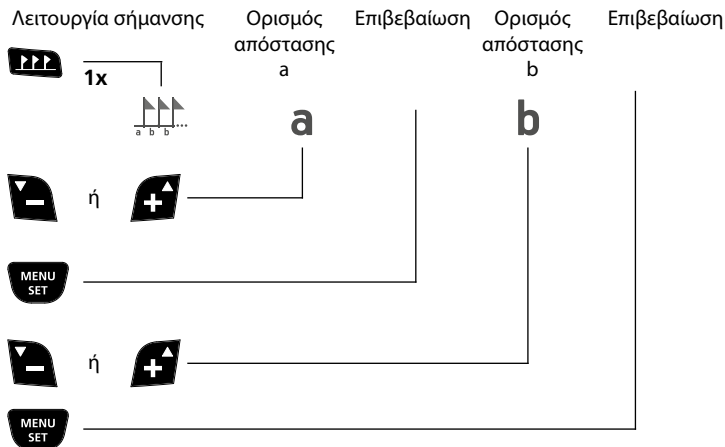 Λειτουργία σήμανσης
Ορισμός απόστασης a
Επιβεβαίωση
Ορισμός απόστασης b
Επιβεβαίωση
1x
a b b
a
b
ή
MENU SET
ή
MENU SET